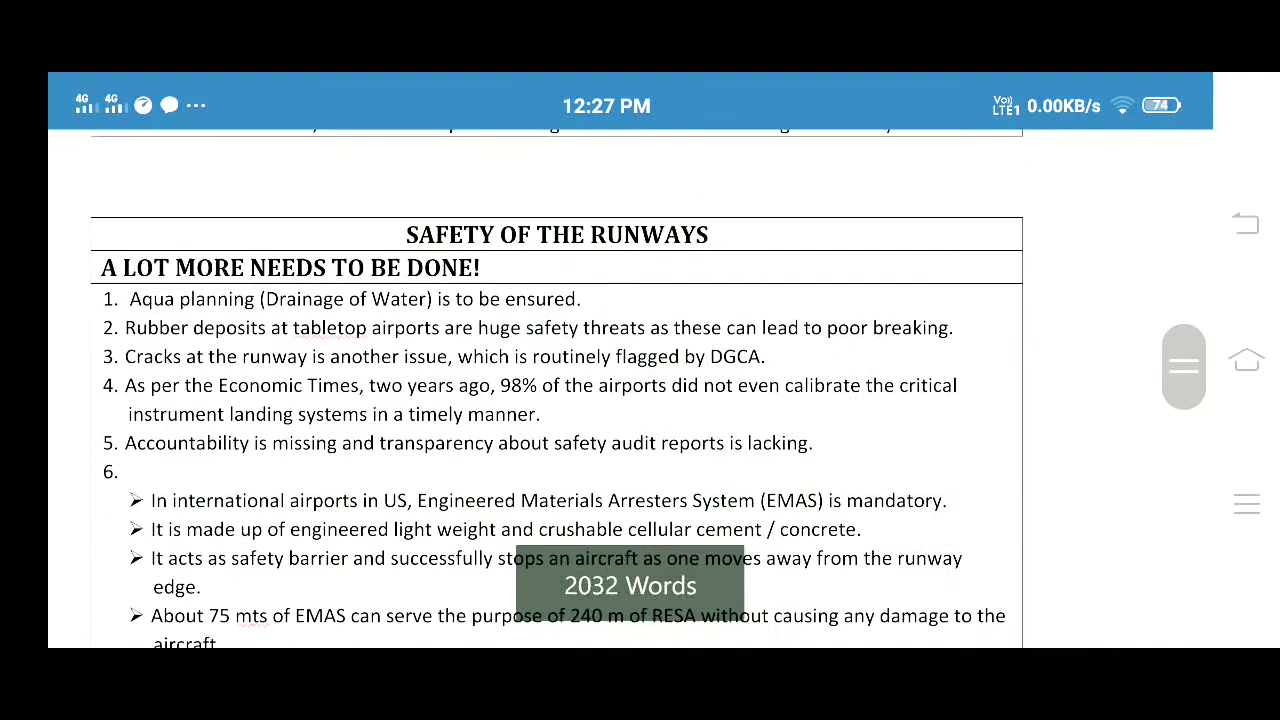 4G 4G ... 12:27 PM Vo) LTE1 0.00KB/s 74
SAFETY OF THE RUNWAYS
A LOT MORE NEEDS TO BE DONE!
1. Aqua planning (Drainage of Water) is to be ensured.
2. Rubber deposits at tabletop airports are huge safety threats as these can lead to poor breaking.
3. Cracks at the runway is another issue, which is routinely flagged by DGCA.
4. As per the Economic Times, two years ago, 98% of the airports did not even calibrate the critical
instrument landing systems in a timely manner.
5. Accountability is missing and transparency about safety audit reports is lacking.
6.
➢ In international airports in US, Engineered Materials Arresters System (EMAS) is mandatory.
➢ It is made up of engineered light weight and crushable cellular cement / concrete.
➢ It acts as safety barrier and successfully stops an aircraft as one moves away from the runway
edge.
2032 Words
➢ About 75 mts of EMAS can serve the purpose of 240 m of RESA without causing any damage to the
aircraft